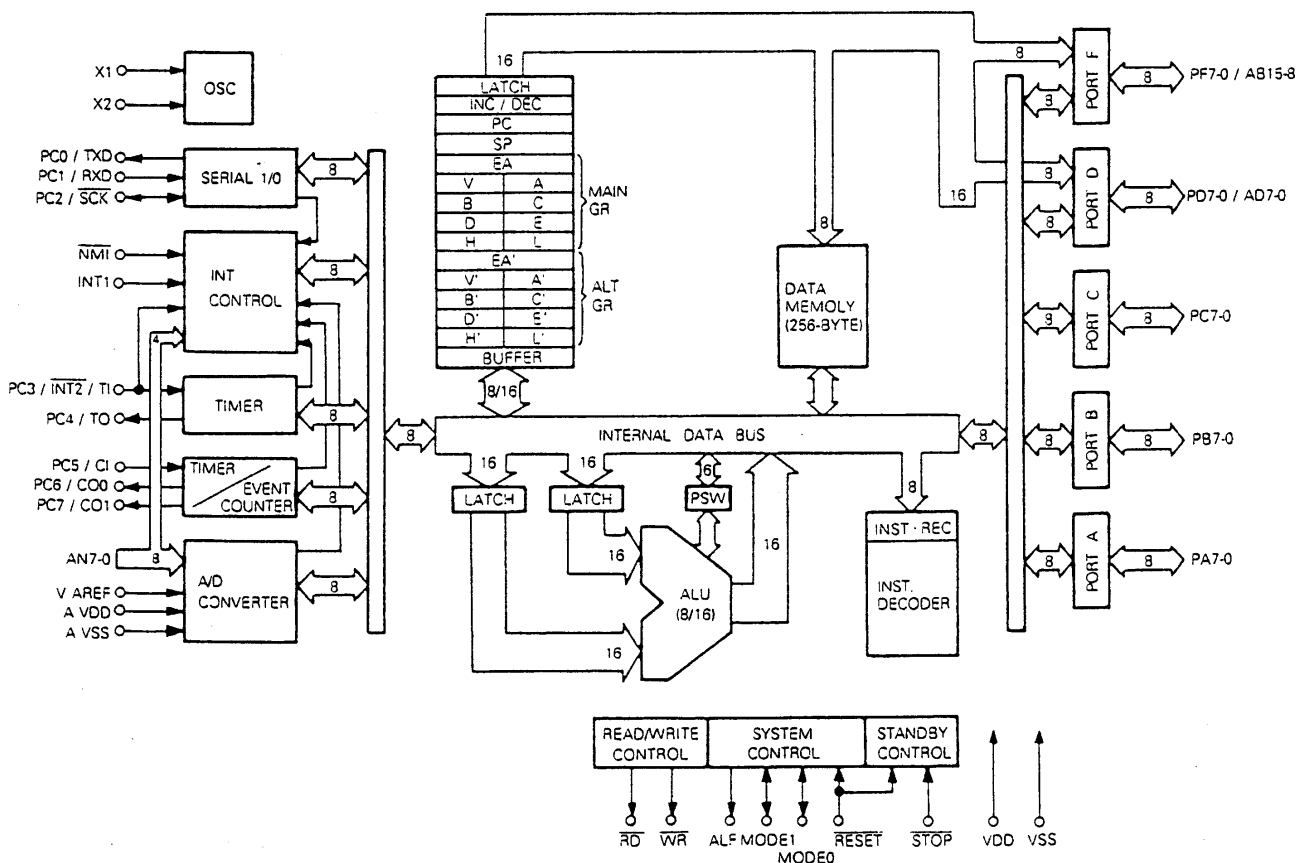 X1
X2
OSC
PC0 / TXD
PC1 / RXD
PC2 / SCK
SERIAL I/O
8
NMI
INT1
INT
CONTROL
8
4
PC3 / INT2 / TI
PC4 / TO
TIMER
8
PC5 / CI
PC6 / CO0
PC7 / CO1
TIMER
EVENT
COUNTER
8
AN7-0
8
V AREF
A VDD
A VSS
A/D
CONVERTER
8
16
LATCH
INC / DEC
PC
SP
EA
V A
B C
D E
H L
MAIN
GR
EA'
V' A'
B' C'
D' E'
H' L'
ALT
GR
BUFFER
8/16
8
DATA
MEMOLY
(256-BYTE)
16
8
INTERNAL DATA BUS
8
16
LATCH
16
LATCH
16
PSW
16
16
16
ALU
(8/16)
8
INST · REC
INST.
DECODER
8
8
PORT F
8
PF7-0 / AB15-8
8
8
PORT D
8
PD7-0 / AD7-0
8
PORT C
8
PC7-0
8
PORT B
8
PB7-0
8
PORT A
8
PA7-0
READ/WRITE
CONTROL
SYSTEM
CONTROL
STANDBY
CONTROL
RD
WR
MODE1
MODE0
RESET
STOP
VDD
VSS